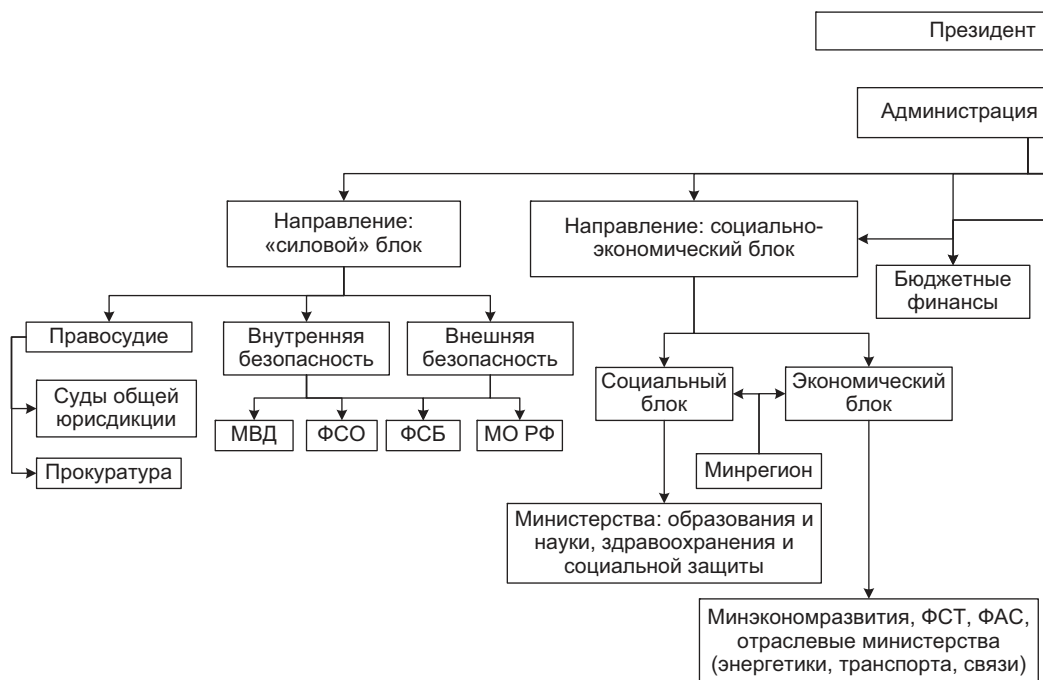 Президент
Администрация
Направление:
«силовой» блок
Направление: социально-
экономический блок
Бюджетные
финансы
Правосудие
Внутренняя
безопасность
Внешняя
безопасность
Социальный
блок
Экономический
блок
Суды общей
юрисдикции
МВД
ФСО
ФСБ
МО РФ
Прокуратура
Минрегион
Министерства: образования и
науки, здравоохранения и
социальной защиты
Минэкономразвития, ФСТ, ФАС,
отраслевые министерства
(энергетики, транспорта, связи)